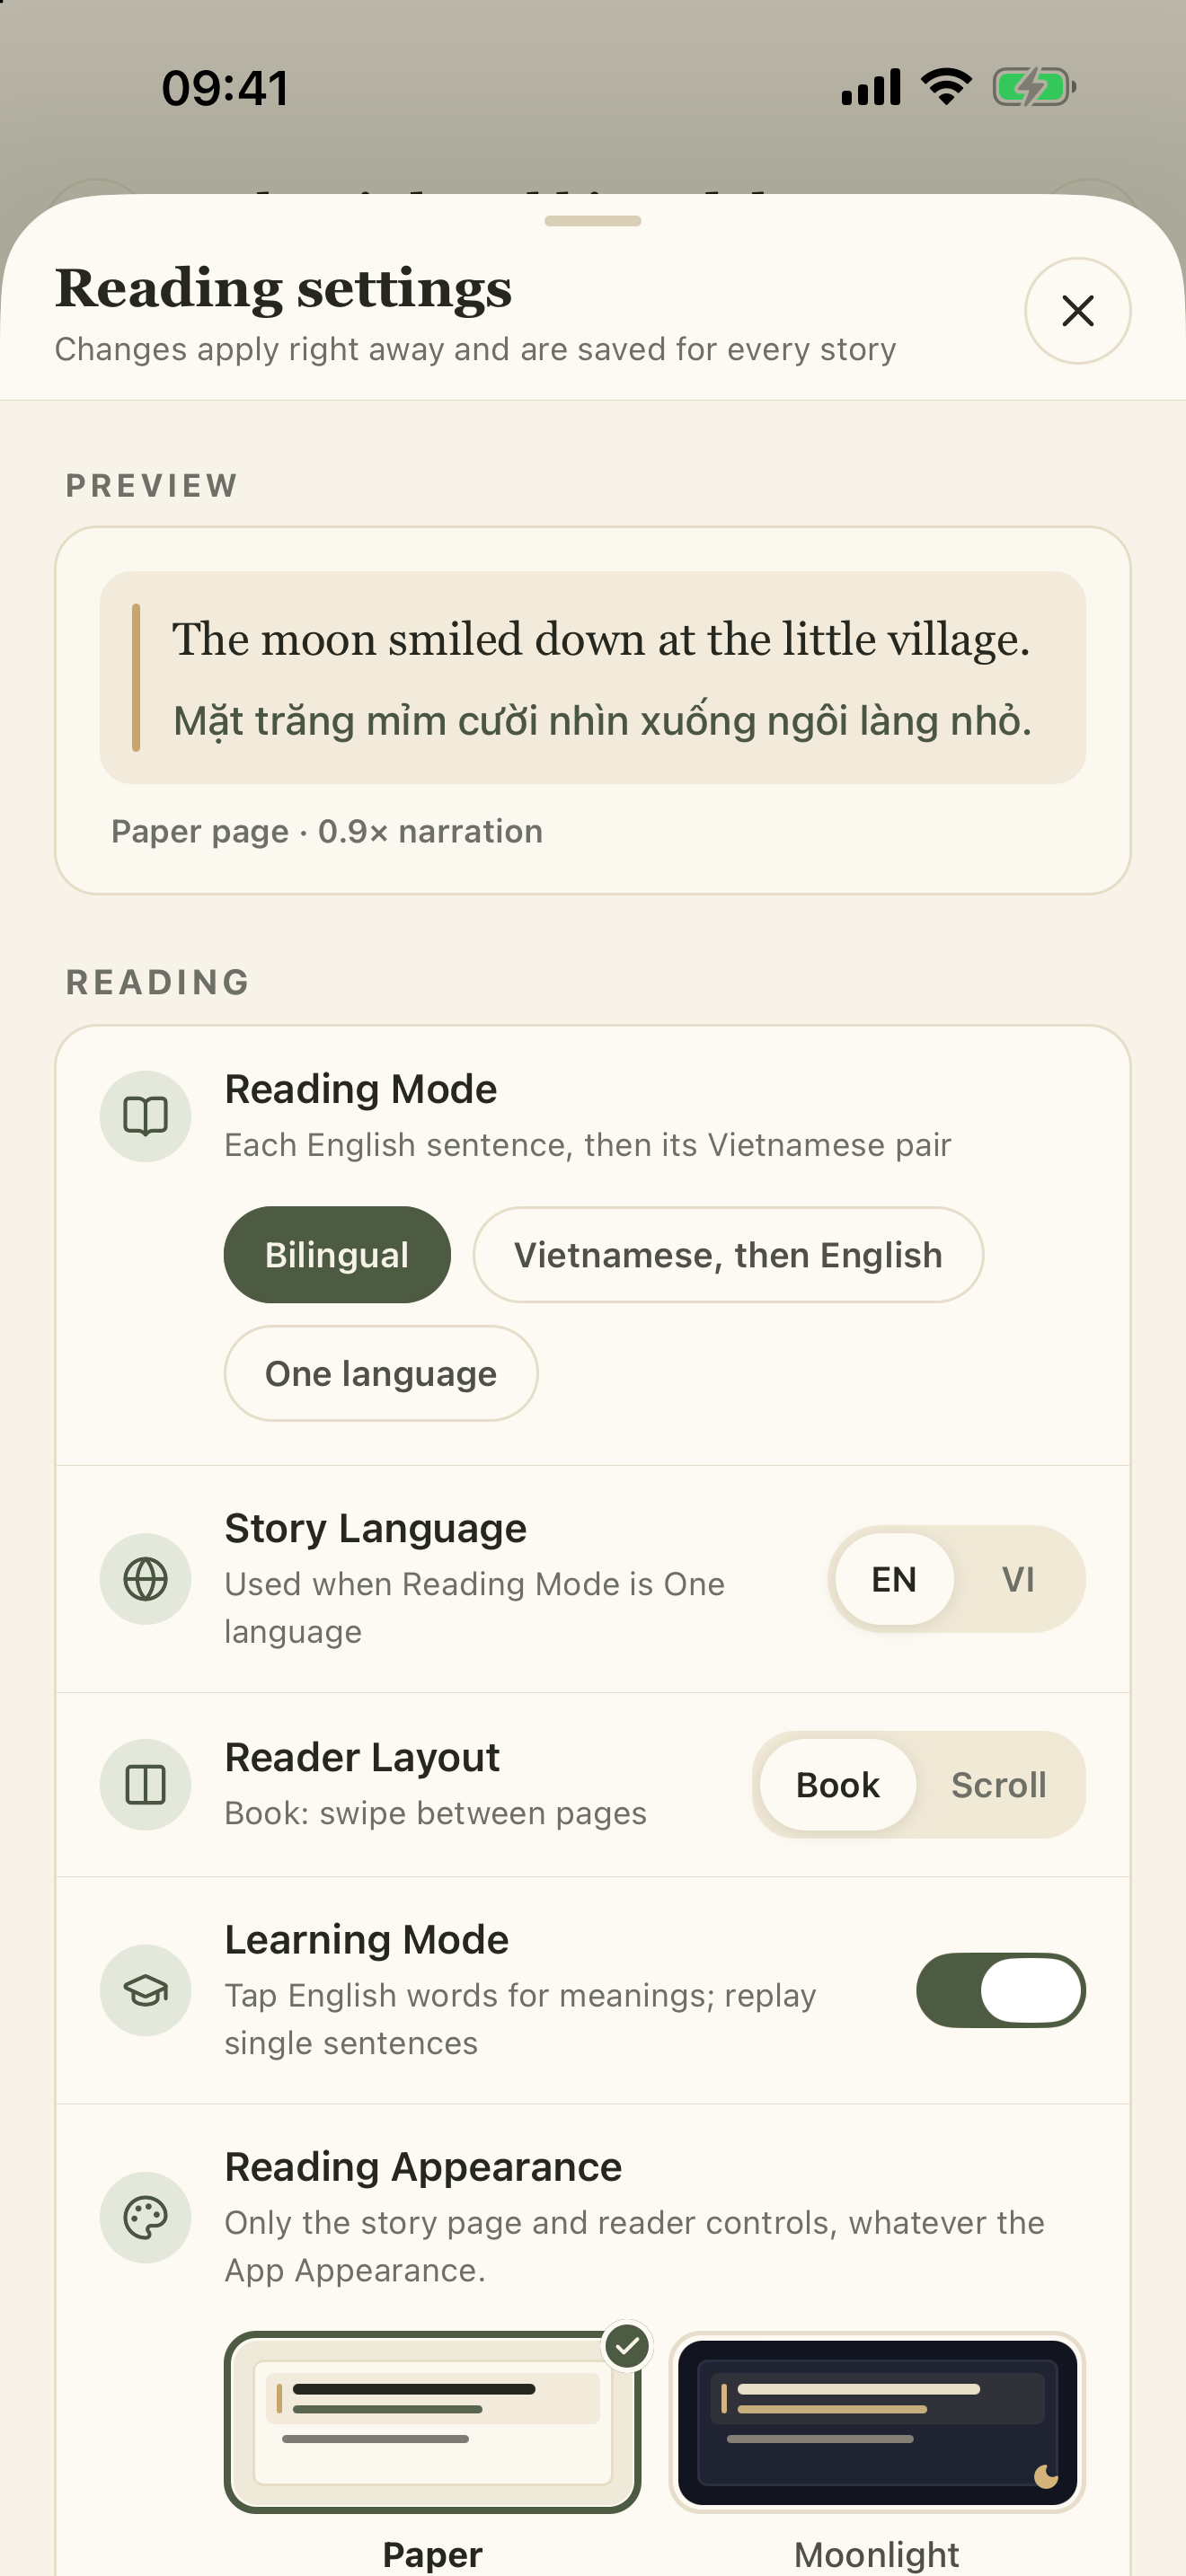 09:41
Reading settings
Changes apply right away and are saved for every story
PREVIEW
The moon smiled down at the little village.
Mặt trăng mỉm cười nhìn xuống ngôi làng nhỏ.
Paper page · 0.9× narration
READING
Reading Mode
Each English sentence, then its Vietnamese pair
Bilingual
Vietnamese, then English
One language
Story Language
Used when Reading Mode is One
language
EN
VI
Reader Layout
Book: swipe between pages
Book
Scroll
Learning Mode
Tap English words for meanings; replay
single sentences
Reading Appearance
Only the story page and reader controls, whatever the
App Appearance.
Paper
Moonlight